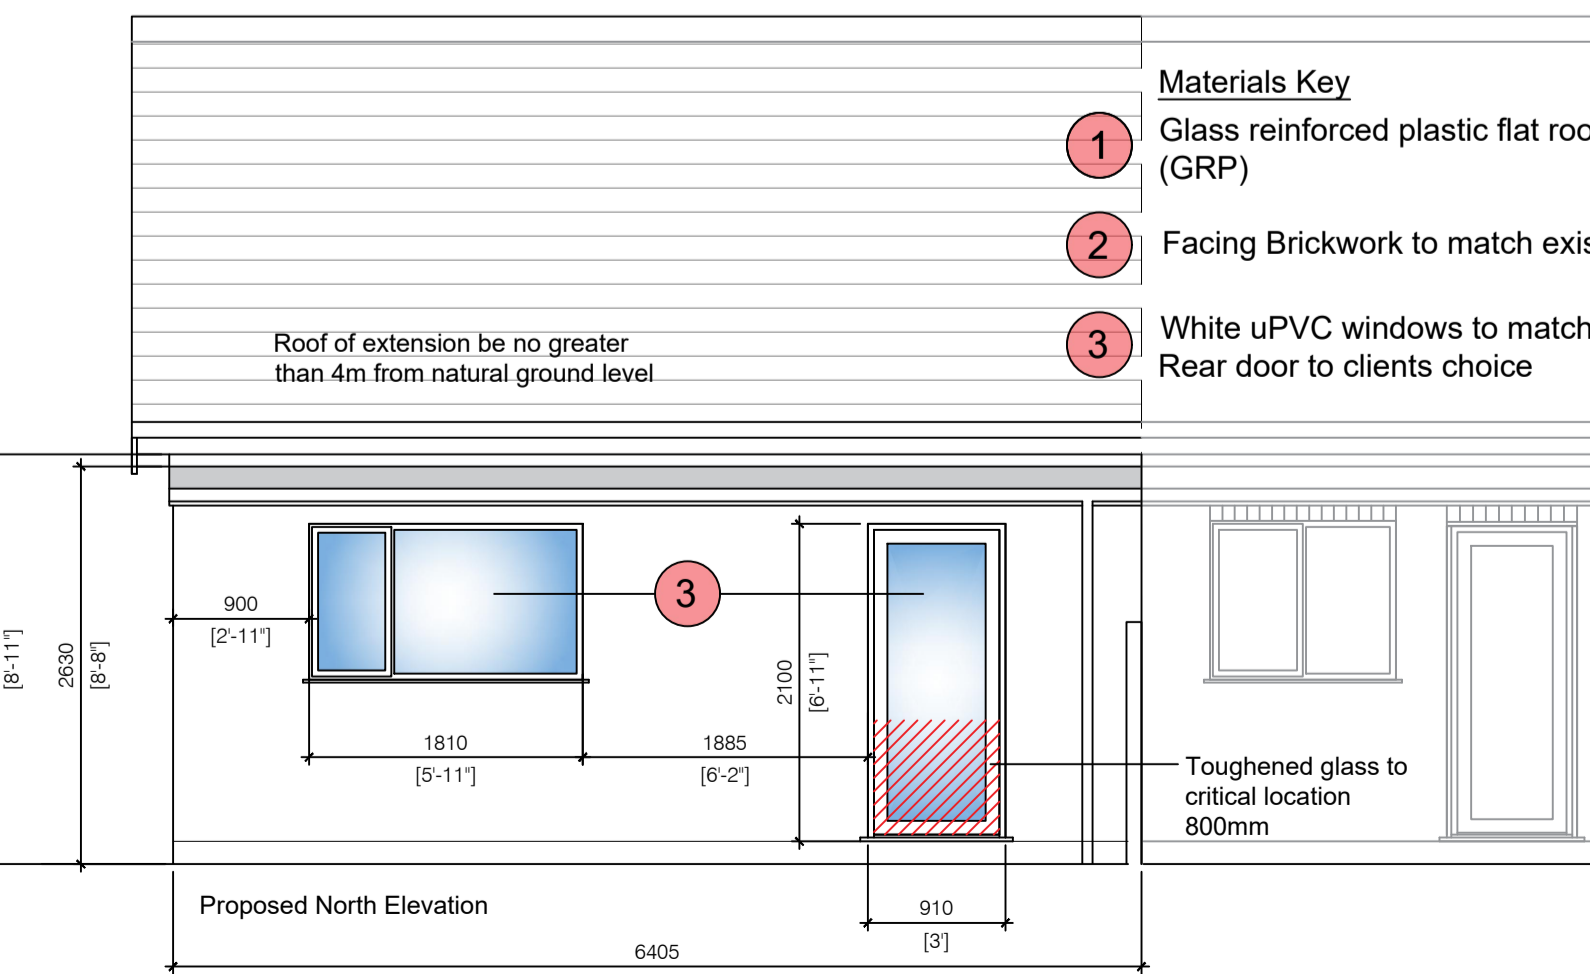 Materials Key
1
Glass reinforced plastic flat roo
(GRP)
2
Facing Brickwork to match exis
3
White uPVC windows to match
Rear door to clients choice
Roof of extension be no greater
than 4m from natural ground level
[8'-11"]
2630
[8'-8"]
900
[2'-11"]
3
2100
[6'-11"]
1810
[5'-11"]
1885
[6'-2"]
Toughened glass to
critical location
800mm
Proposed North Elevation
910
[3']
6405